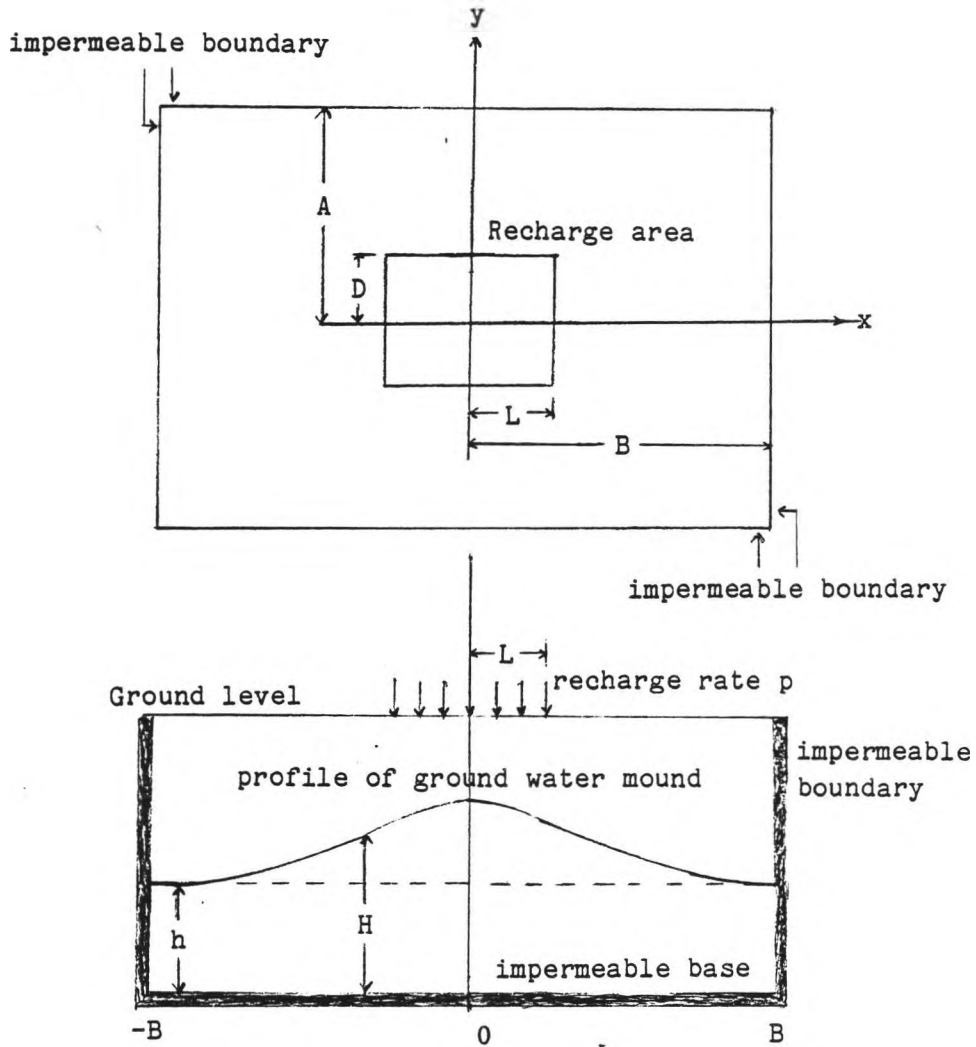 y
impermeable boundary
A
Recharge area
D
x
L
B
impermeable boundary
L
recharge rate p
Ground level
impermeable
boundary
profile of ground water mound
h
H
impermeable base
-B
0
B